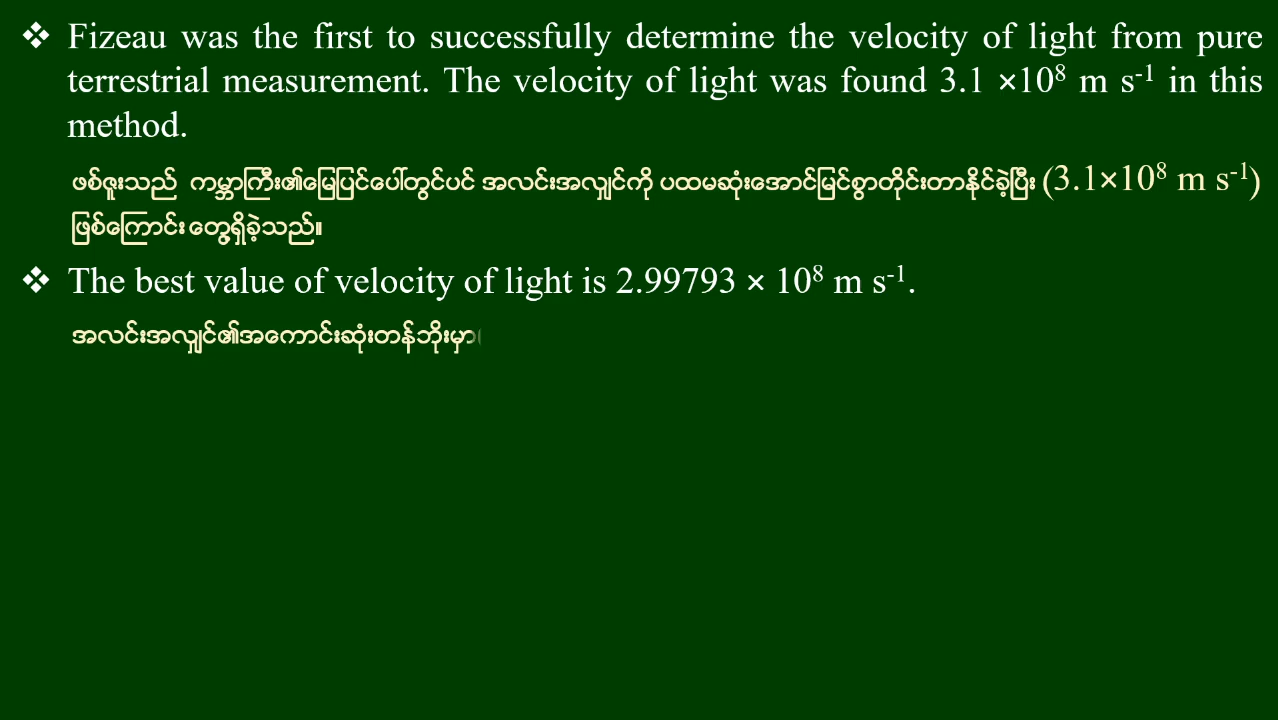 ❖ Fizeau was the first to successfully determine the velocity of light from pure
terrestrial measurement. The velocity of light was found 3.1 ×10⁸ m s⁻¹ in this
method.
ဖစ်ဇူးသည် ကမ္ဘာကြီး၏မြေပြင်ပေါ်တွင်ပင် အလင်းအလျှင်ကို ပထမဆုံးအောင်မြင်စွာတိုင်းတာနိုင်ခဲ့ပြီး (3.1×10⁸ m s⁻¹)
ဖြစ်ကြောင်း တွေ့ရှိခဲ့သည်။
❖ The best value of velocity of light is 2.99793 × 10⁸ m s⁻¹.
အလင်းအလျှင်၏အကောင်းဆုံးတန်ဘိုးမှာ(